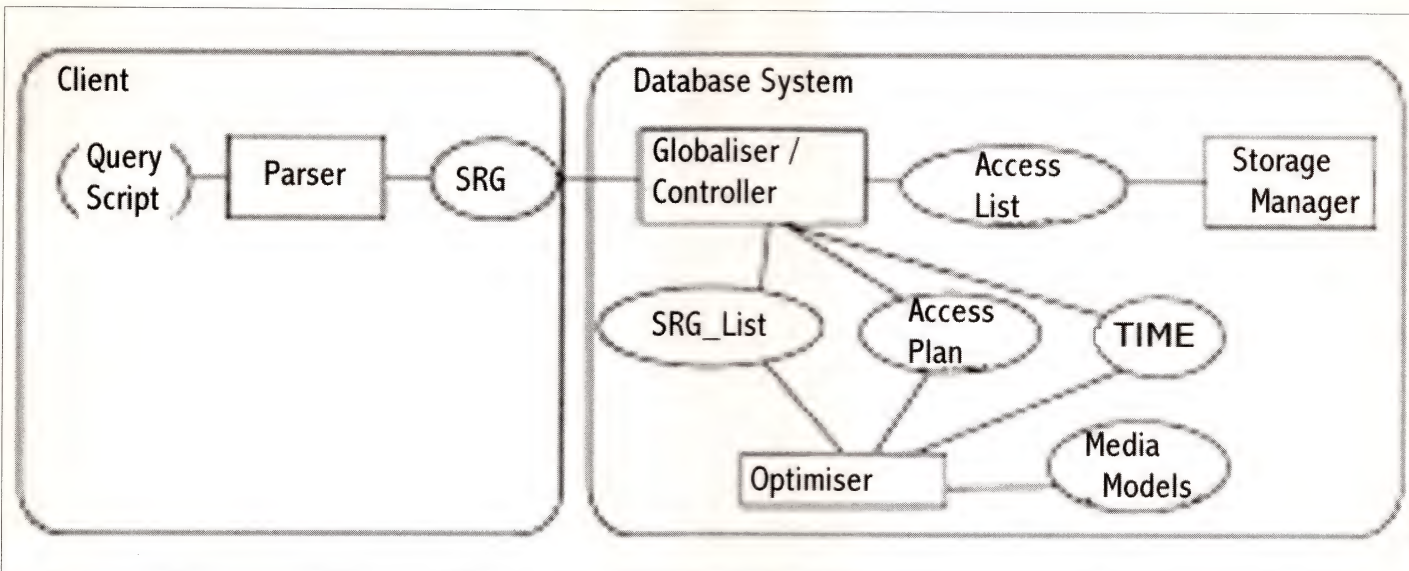 Client
Query
Script
Parser
SRG
Database System
Globaliser /
Controller
Access
List
Storage
Manager
SRG_List
Access
Plan
TIME
Optimiser
Media
Models